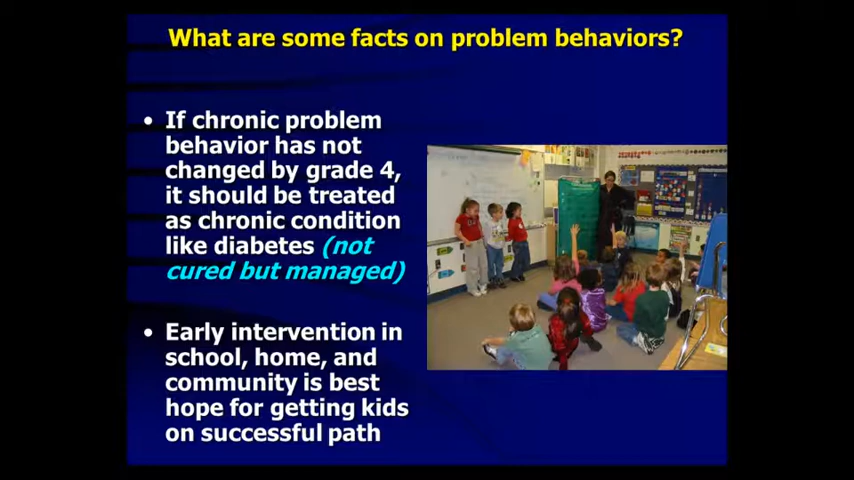 What are some facts on problem behaviors?
• If chronic problem
behavior has not
changed by grade 4,
it should be treated
as chronic condition
like diabetes (not
cured but managed)
• Early intervention in
school, home, and
community is best
hope for getting kids
on successful path